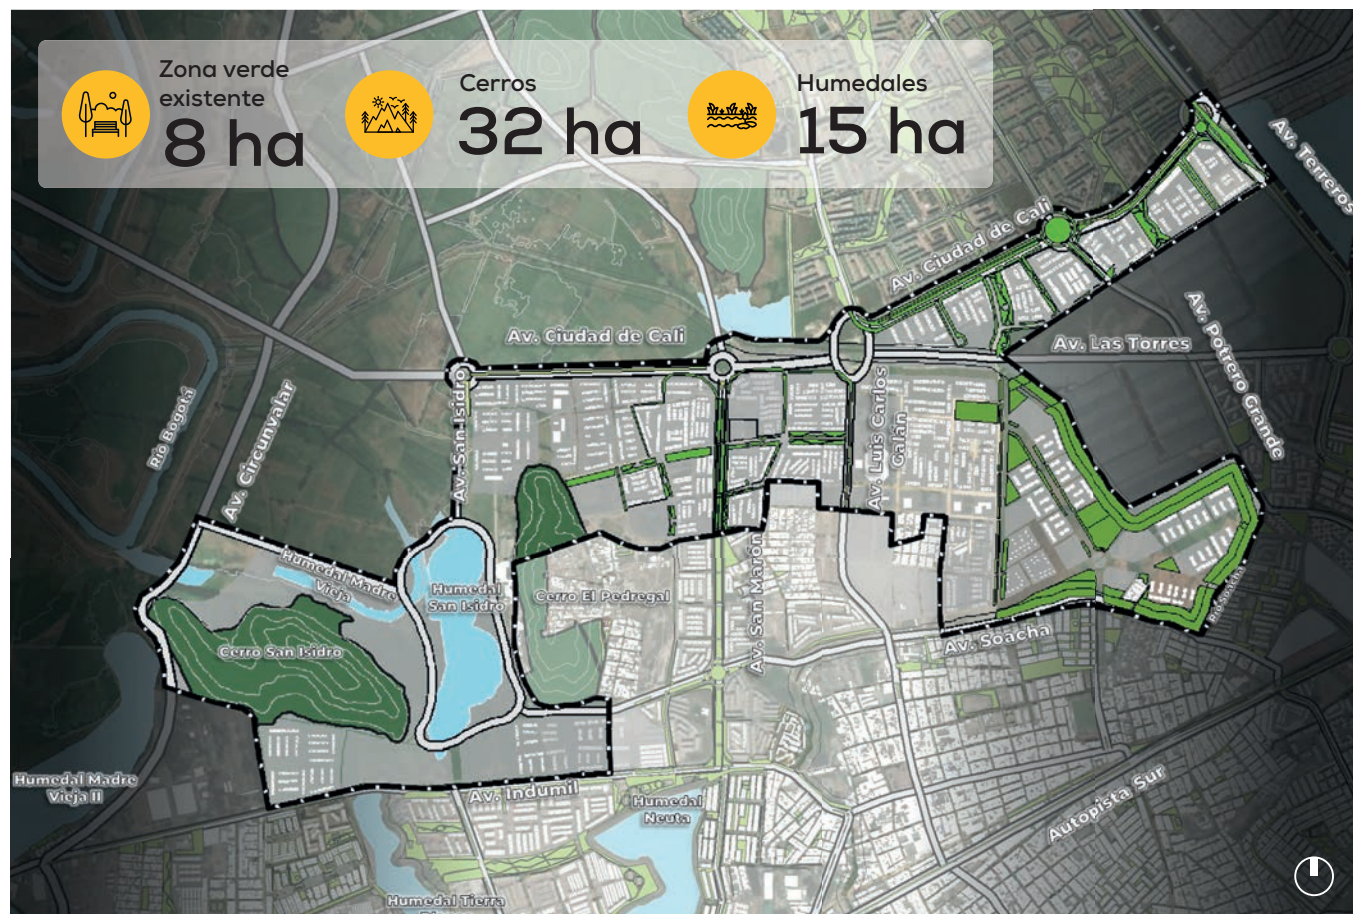 Zona verde
existente
8 ha
Cerros
32 ha
Humedales
15 ha
Av. Terreros
Av. Ciudad de Cali
Av. Ciudad de Cali
Av. Las Torres
Av. Potrero Grande
Río Bogotá
Av. Circunvalar
Av. San Isidro
Av. Luis Carlos
Galán
Humedal Madre
Vieja
Humedal
San Isidro
Cerro El Pedregal
Av. San Marón
Río Soacha
Av. Soacha
Cerro San Isidro
Humedal Madre
Vieja II
Av. Indumil
Humedal
Neuta
Autopista Sur
Humedal Tierra